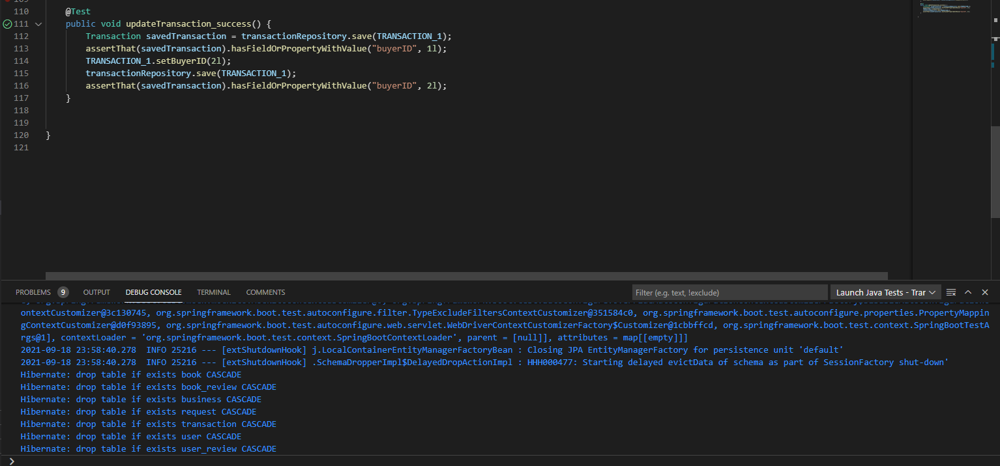 110 @Test
111 public void updateTransaction_success() {
112 Transaction savedTransaction = transactionRepository.save(TRANSACTION_1);
113 assertThat(savedTransaction).hasFieldOrPropertyWithValue("buyerID", 1l);
114 TRANSACTION_1.setBuyerID(2l);
115 transactionRepository.save(TRANSACTION_1);
116 assertThat(savedTransaction).hasFieldOrPropertyWithValue("buyerID", 2l);
117 }
118
119
120 }
121
PROBLEMS 9 OUTPUT DEBUG CONSOLE TERMINAL COMMENTS Filter (e.g. text, !exclude) Launch Java Tests - Trar
ontextCustomizer@3c130745, org.springframework.boot.test.autoconfigure.filter.TypeExcludeFiltersContextCustomizer@351584c0, org.springframework.boot.test.autoconfigure.properties.PropertyMappin
gContextCustomizer@d0f93895, org.springframework.boot.test.autoconfigure.web.servlet.WebDriverContextCustomizerFactory$Customizer@1cbbffcd, org.springframework.boot.test.context.SpringBootTestA
rgs@1], contextLoader = 'org.springframework.boot.test.context.SpringBootContextLoader', parent = [null]], attributes = map[[empty]]]
2021-09-18 23:58:40.278 INFO 25216 --- [extShutdownHook] j.LocalContainerEntityManagerFactoryBean : Closing JPA EntityManagerFactory for persistence unit 'default'
2021-09-18 23:58:40.278 INFO 25216 --- [extShutdownHook] .SchemaDropperImpl$DelayedDropActionImpl : HHH000477: Starting delayed evictData of schema as part of SessionFactory shut-down'
Hibernate: drop table if exists book CASCADE
Hibernate: drop table if exists book_review CASCADE
Hibernate: drop table if exists business CASCADE
Hibernate: drop table if exists request CASCADE
Hibernate: drop table if exists transaction CASCADE
Hibernate: drop table if exists user CASCADE
Hibernate: drop table if exists user_review CASCADE